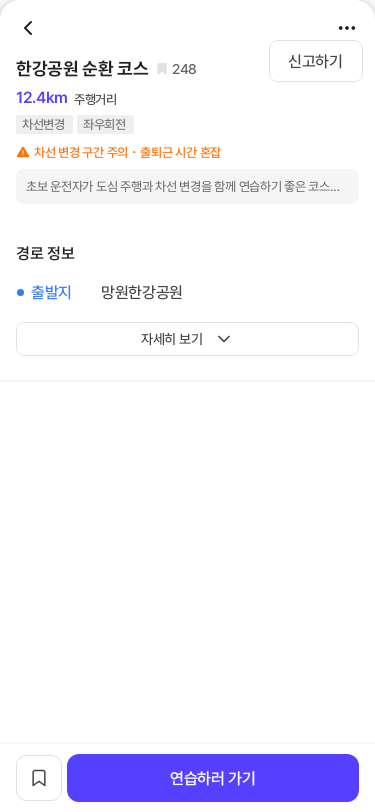 신고하기
한강공원 순환 코스 248
12.4km 주행거리
차선변경 좌우회전
차선 변경 구간 주의 · 출퇴근 시간 혼잡
초보 운전자가 도심 주행과 차선 변경을 함께 연습하기 좋은 코스...
경로 정보
출발지 망원한강공원
자세히 보기
연습하러 가기